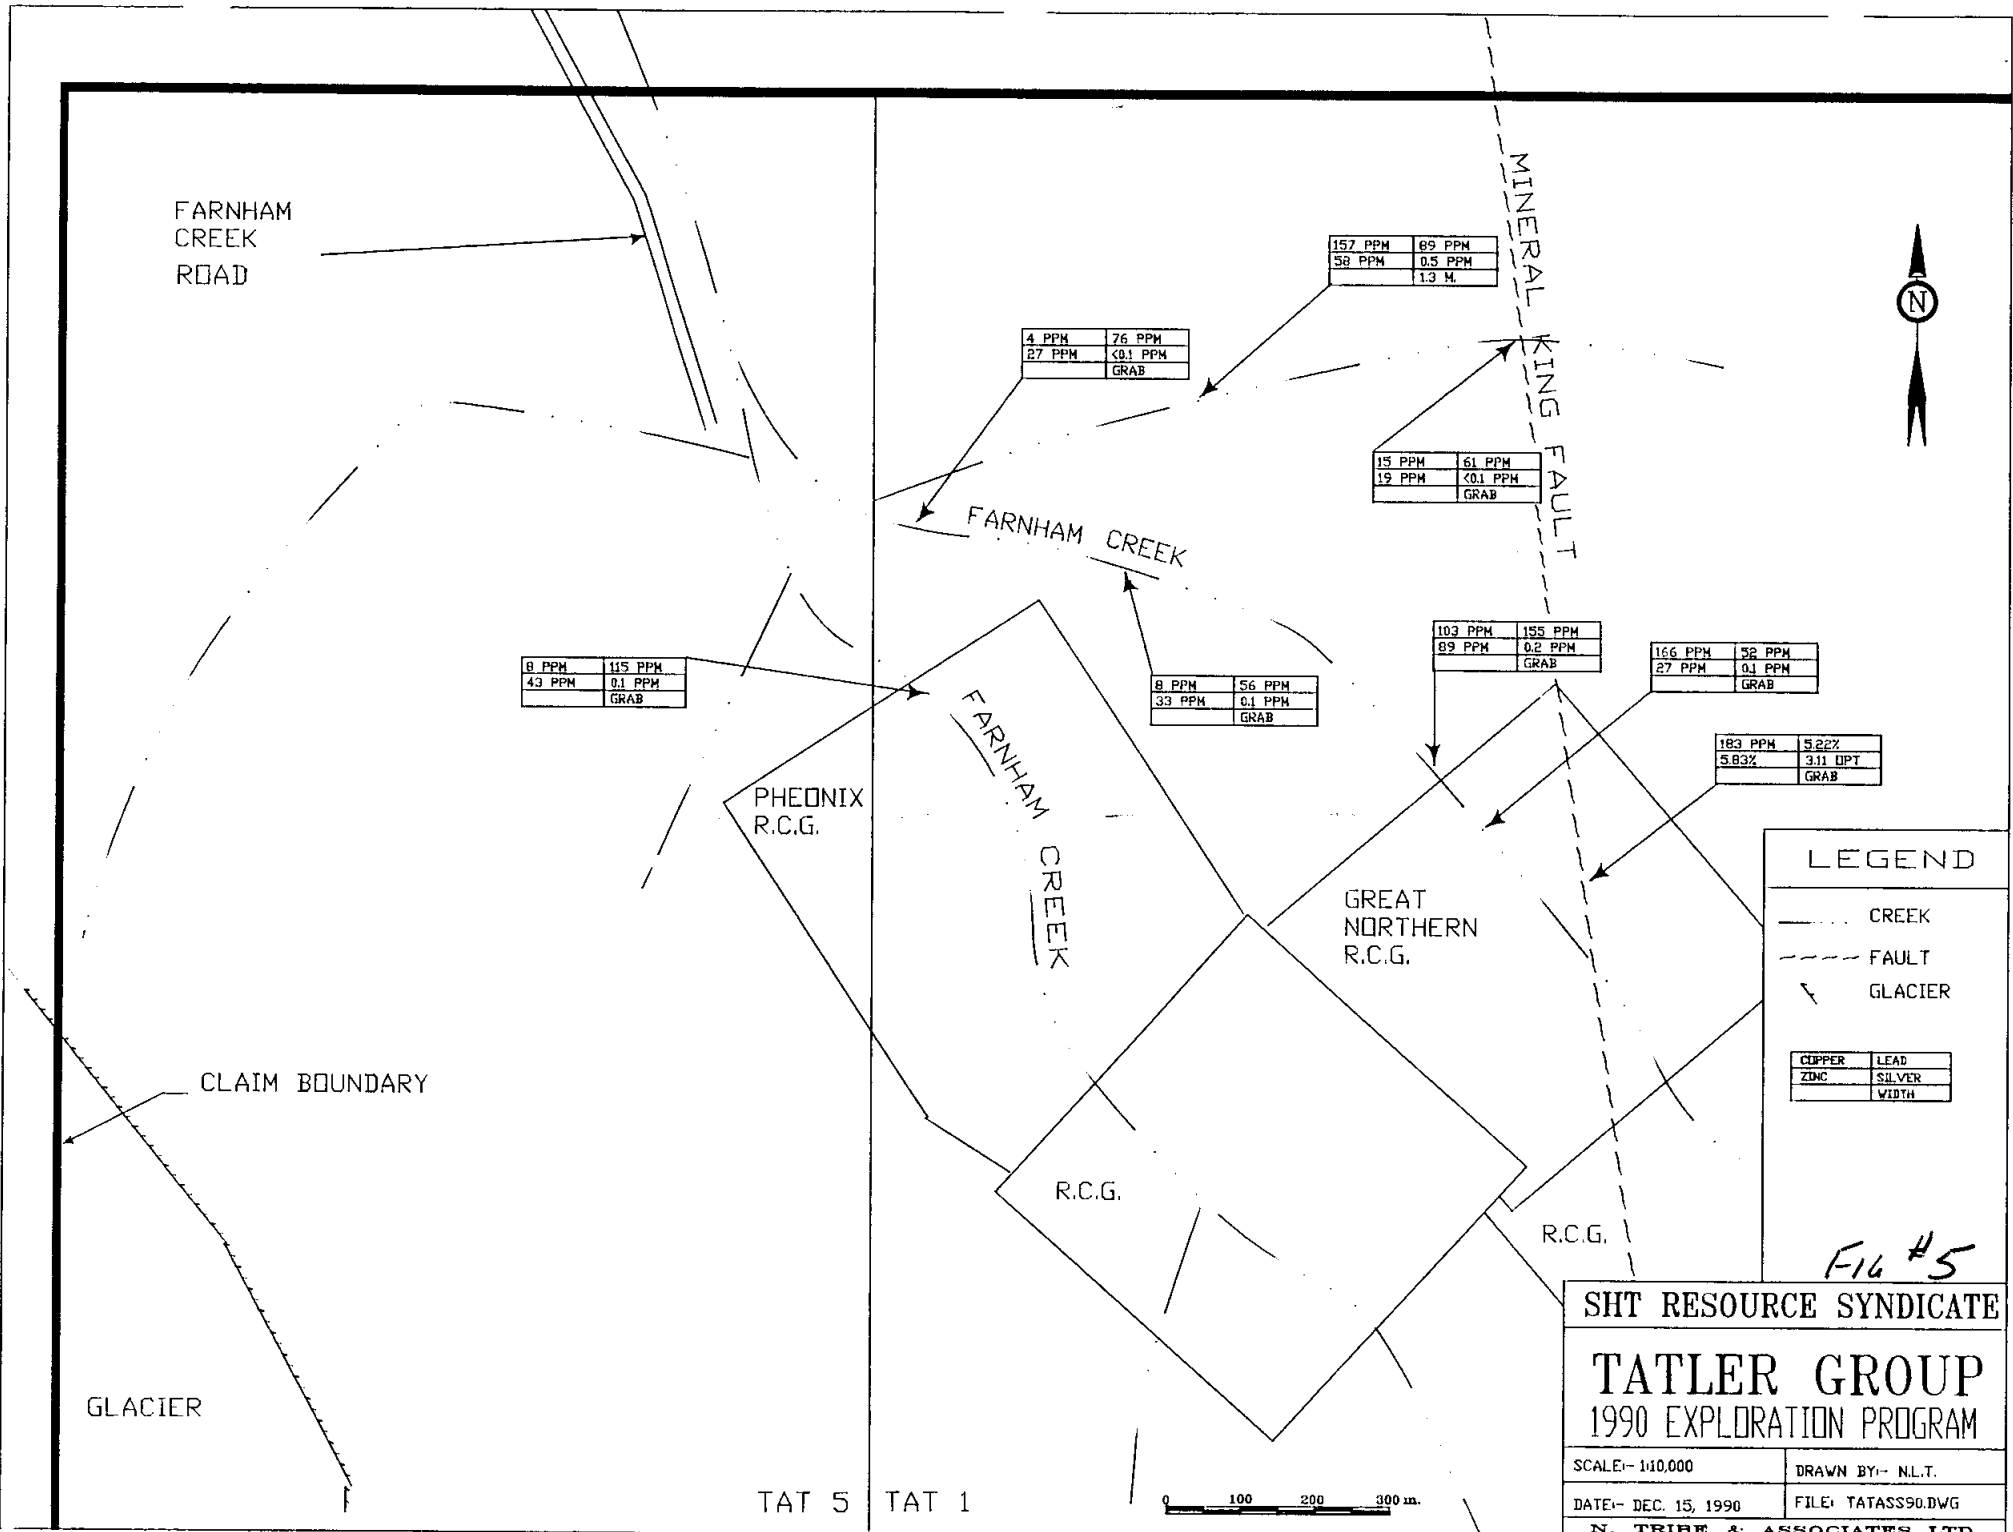 FARNHAM
CREEK
ROAD
MINERAL KING FAULT
157 PPM 89 PPM
58 PPM 0.5 PPM
1.3 M.
N
4 PPM 76 PPM
27 PPM <0.1 PPM
GRAB
15 PPM 61 PPM
19 PPM <0.1 PPM
GRAB
FARNHAM CREEK
103 PPM 155 PPM
89 PPM 0.2 PPM
GRAB
166 PPM 52 PPM
27 PPM 0.1 PPM
GRAB
8 PPM 115 PPM
43 PPM 0.1 PPM
GRAB
8 PPM 56 PPM
33 PPM 0.1 PPM
GRAB
FARNHAM CREEK
183 PPM 5.22%
5.83% 3.11 OPT
GRAB
PHEONIX
R.C.G.
GREAT
NORTHERN
R.C.G.
LEGEND
CREEK
FAULT
GLACIER
COPPER LEAD
ZINC SILVER
WIDTH
CLAIM BOUNDARY
R.C.G.
R.C.G.
GLACIER
TAT 5 TAT 1
0 100 200 300 m.
FIG #5
SHT RESOURCE SYNDICATE
TATLER GROUP
1990 EXPLORATION PROGRAM
SCALE:- 1:10,000 DRAWN BY:- N.L.T.
DATE:- DEC. 15, 1990 FILE: TATASS90.DWG
N. TRIBE & ASSOCIATES LTD.